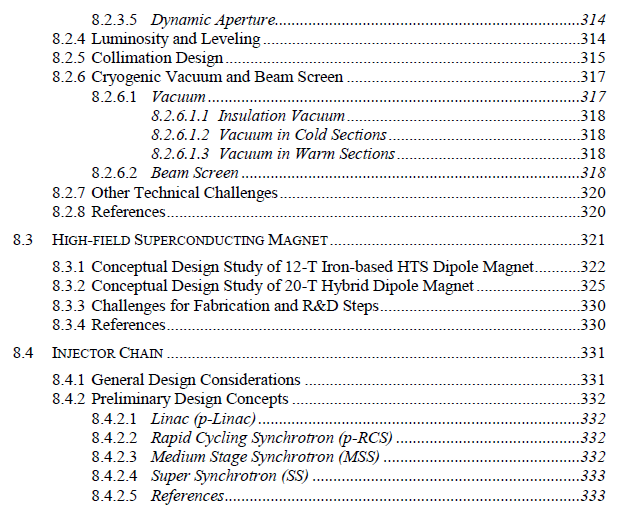 8.2.3.5 Dynamic Aperture....................................................................314
8.2.4 Luminosity and Leveling....................................................................314
8.2.5 Collimation Design....................................................................315
8.2.6 Cryogenic Vacuum and Beam Screen....................................................................317
8.2.6.1 Vacuum....................................................................317
8.2.6.1.1 Insulation Vacuum....................................................................318
8.2.6.1.2 Vacuum in Cold Sections....................................................................318
8.2.6.1.3 Vacuum in Warm Sections....................................................................318
8.2.6.2 Beam Screen....................................................................318
8.2.7 Other Technical Challenges....................................................................320
8.2.8 References....................................................................320
8.3 HIGH-FIELD SUPERCONDUCTING MAGNET....................................................................321
8.3.1 Conceptual Design Study of 12-T Iron-based HTS Dipole Magnet..........322
8.3.2 Conceptual Design Study of 20-T Hybrid Dipole Magnet....................325
8.3.3 Challenges for Fabrication and R&D Steps....................................................330
8.3.4 References....................................................................330
8.4 INJECTOR CHAIN....................................................................331
8.4.1 General Design Considerations....................................................................331
8.4.2 Preliminary Design Concepts....................................................................332
8.4.2.1 Linac (p-Linac)....................................................................332
8.4.2.2 Rapid Cycling Synchrotron (p-RCS)....................................................332
8.4.2.3 Medium Stage Synchrotron (MSS)....................................................332
8.4.2.4 Super Synchrotron (SS)....................................................................333
8.4.2.5 References....................................................................333